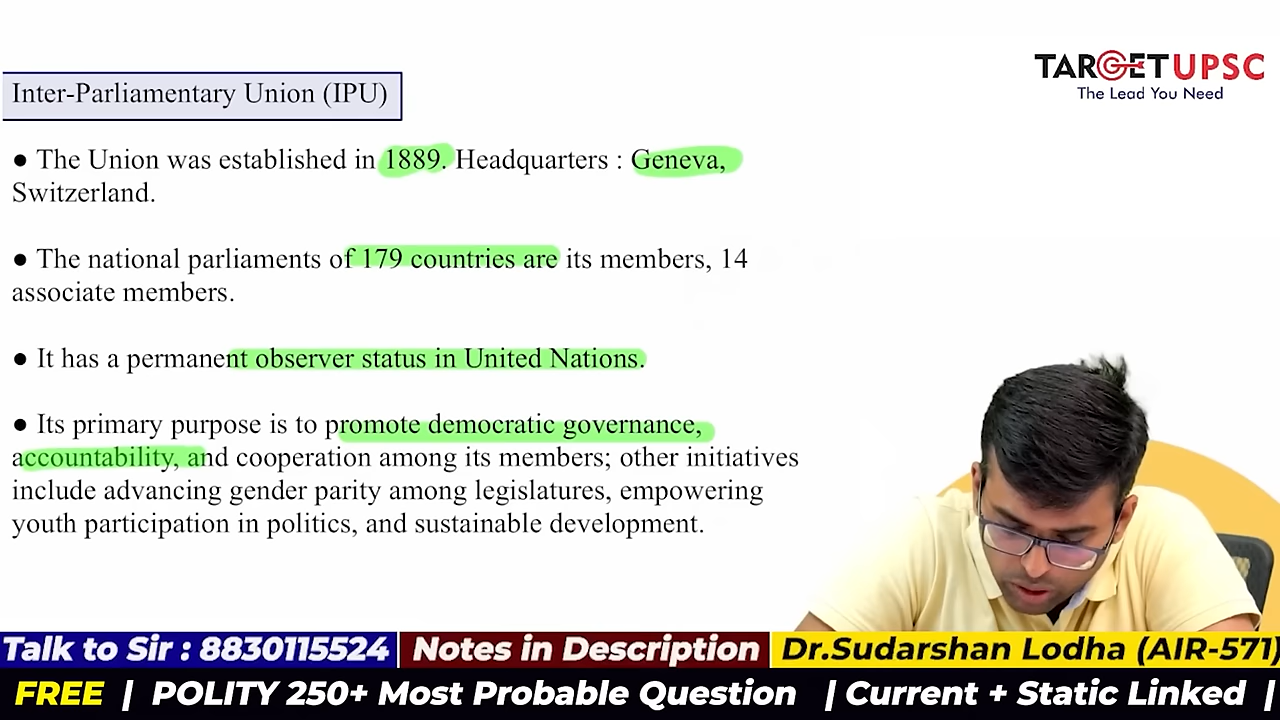 TARGET UPSC
The Lead You Need
Inter-Parliamentary Union (IPU)
● The Union was established in 1889. Headquarters : Geneva,
Switzerland.
● The national parliaments of 179 countries are its members, 14
associate members.
● It has a permanent observer status in United Nations.
● Its primary purpose is to promote democratic governance,
accountability, and cooperation among its members; other initiatives
include advancing gender parity among legislatures, empowering
youth participation in politics, and sustainable development.
Talk to Sir : 8830115524 Notes in Description Dr.Sudarshan Lodha (AIR-571)
FREE | POLITY 250+ Most Probable Question | Current + Static Linked |